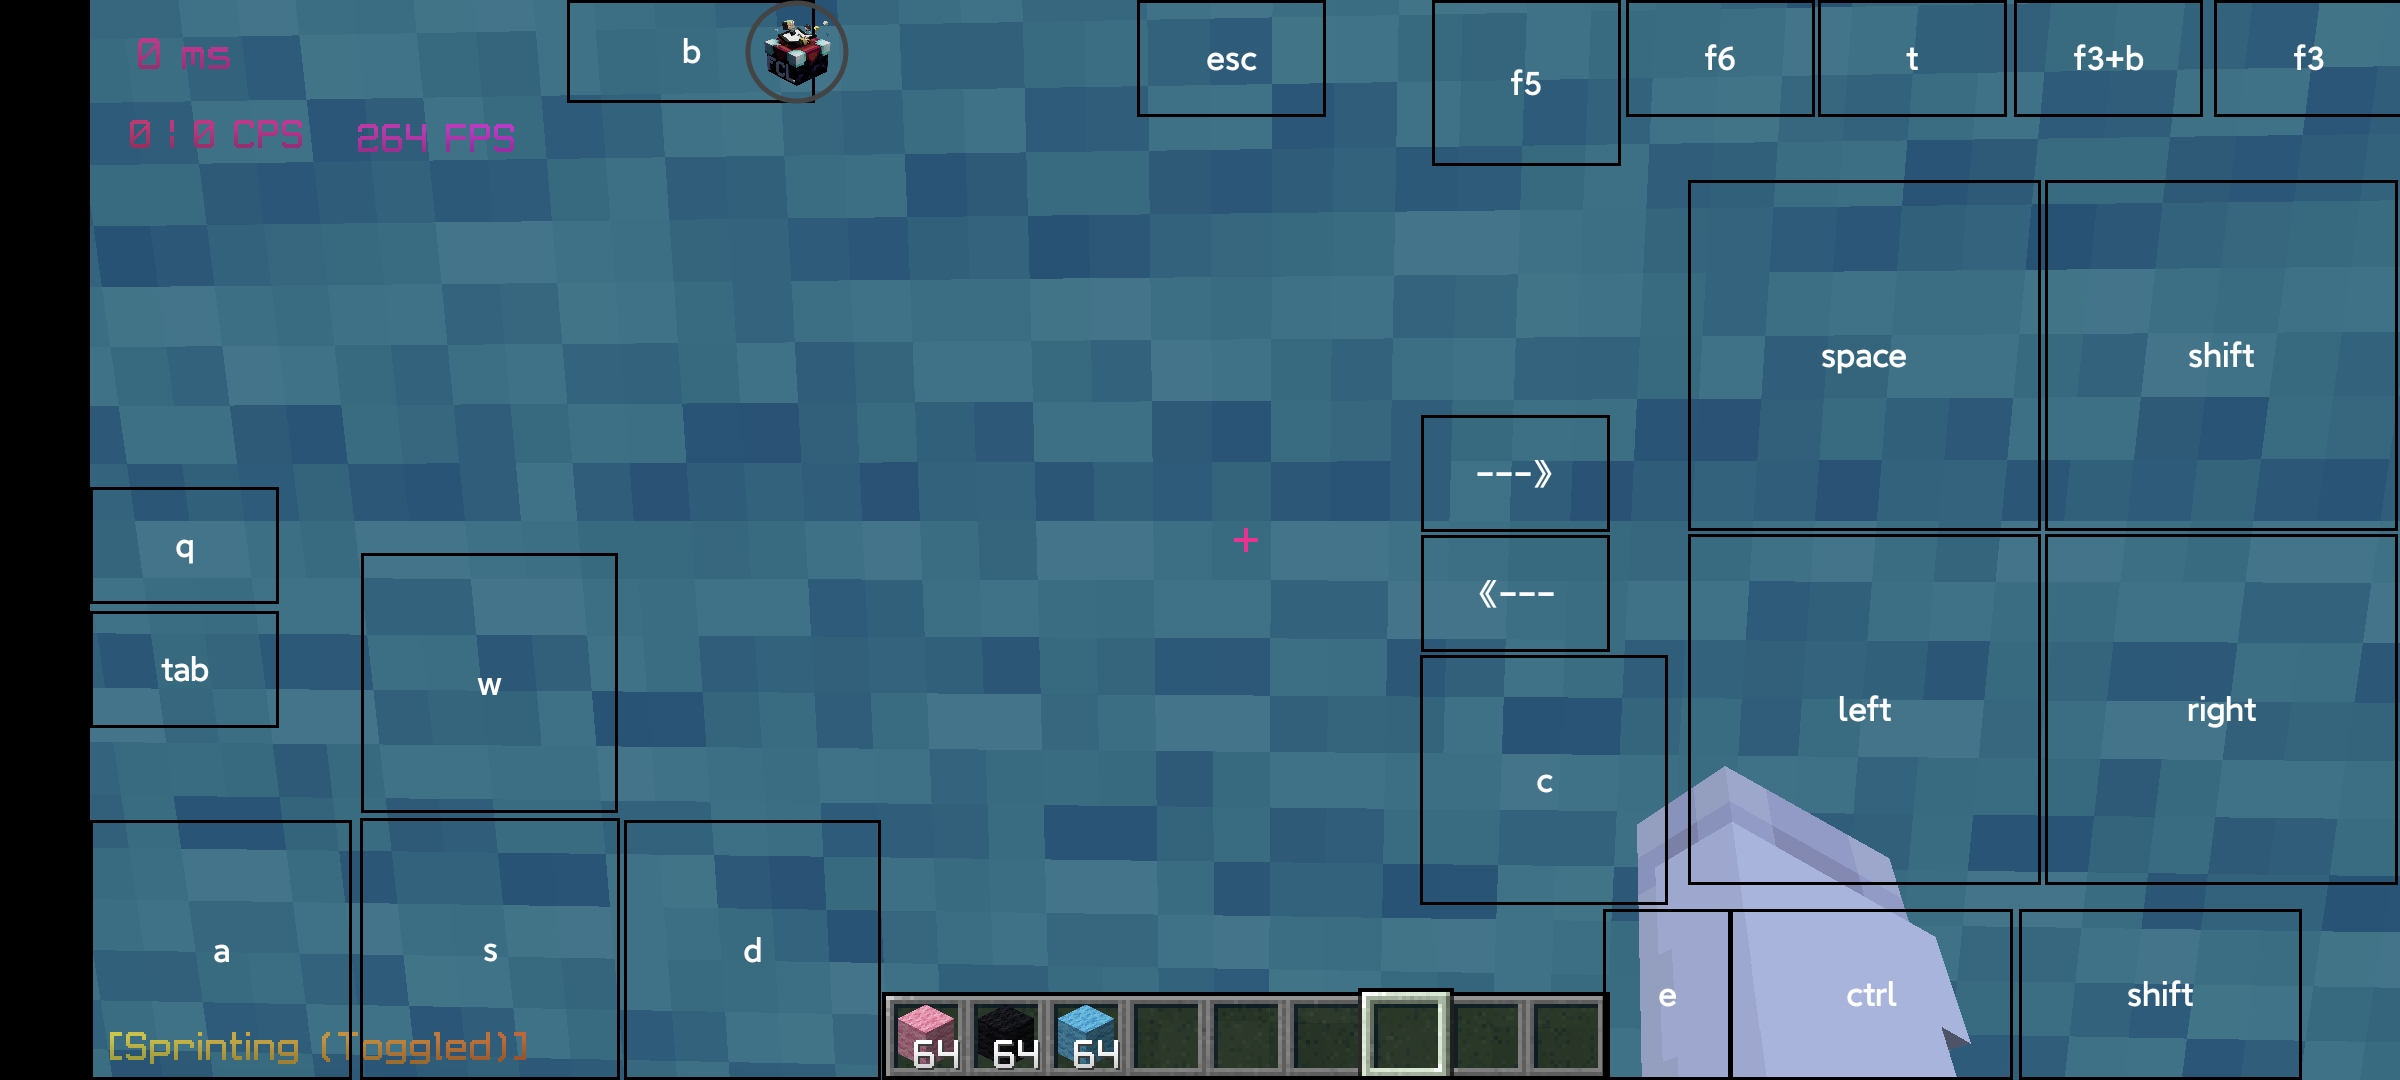 0 ms
b
FCL
esc
f5
f6
t
f3+b
f3
0 | 0 CPS
264 FPS
space
shift
--->>
q
<<---
tab
w
left
right
c
a
s
d
e
ctrl
shift
[Sprinting (Toggled)]
64
64
64